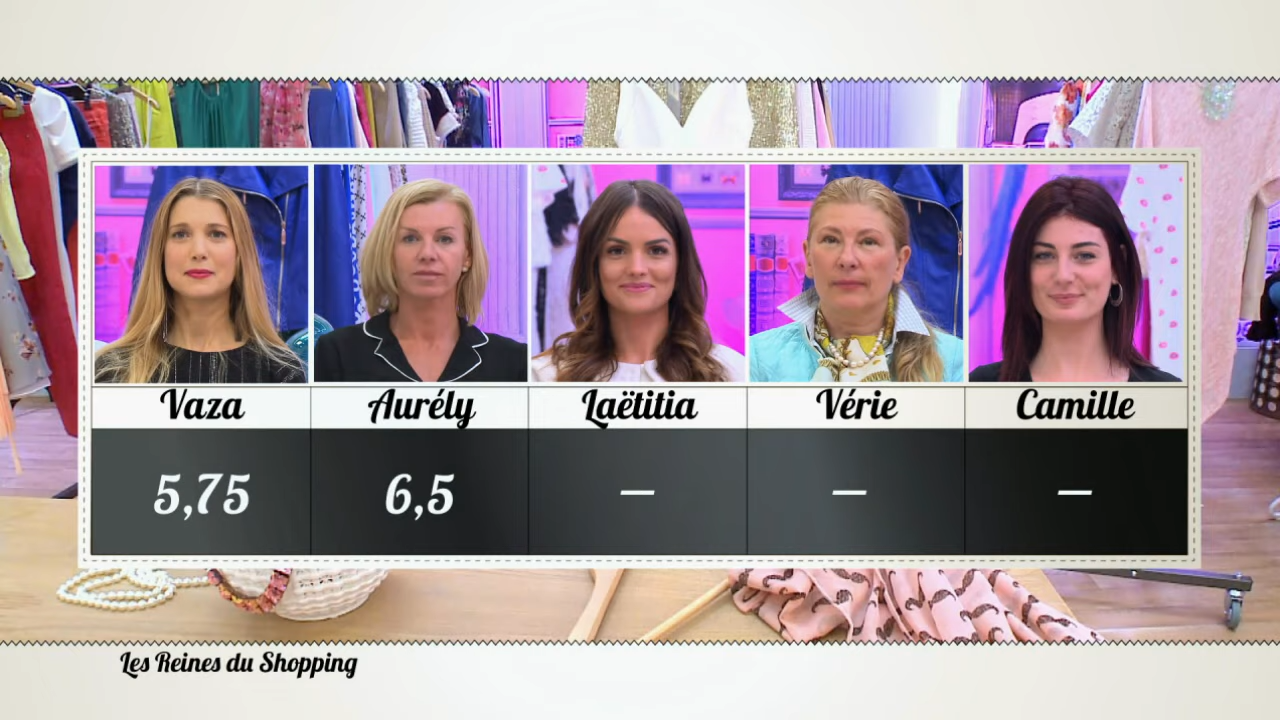 Vaza Aurély Laëtitia Vérie Camille
5,75 6,5 — — —
Les Reines du Shopping